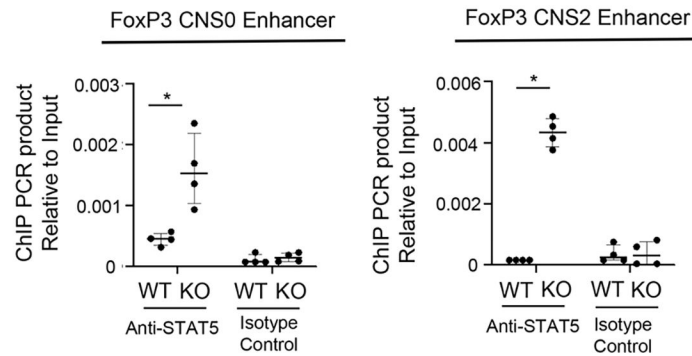 FoxP3 CNS0 Enhancer
ChIP PCR product
Relative to Input
0.003
0.002
0.001
0
*
WT KO WT KO
Anti-STAT5
Isotype
Control
FoxP3 CNS2 Enhancer
ChIP PCR product
Relative to Input
0.006
0.004
0.002
0
*
WT KO WT KO
Anti-STAT5
Isotype
Control